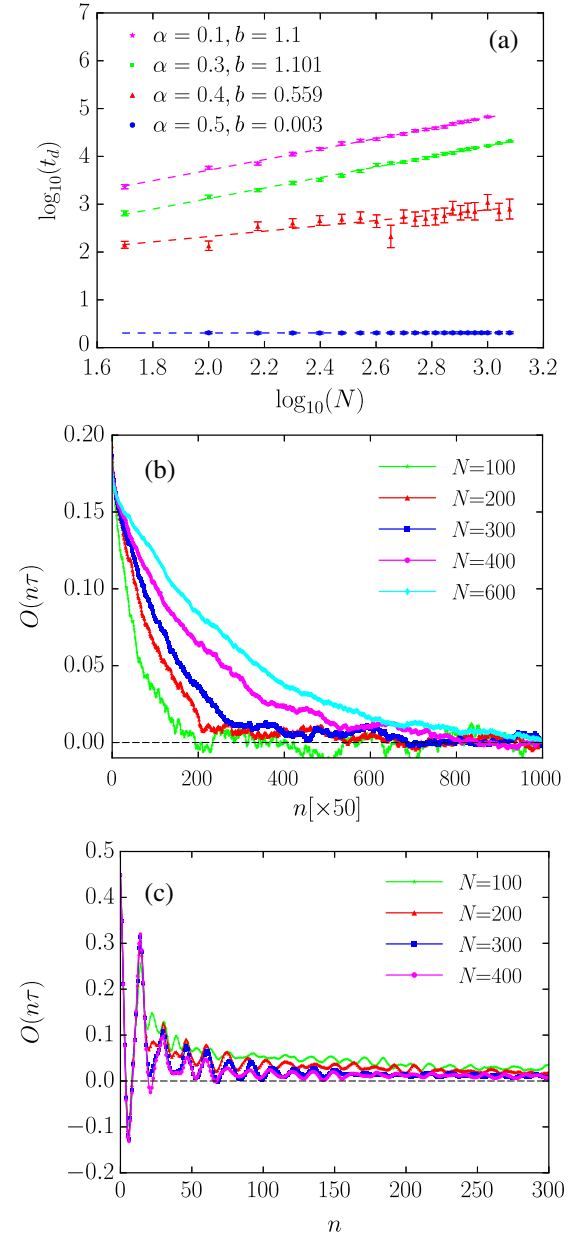 (a)
α = 0.1, b = 1.1
α = 0.3, b = 1.101
α = 0.4, b = 0.559
α = 0.5, b = 0.003
log₁₀(t_d)
7
6
5
4
3
2
1
0
1.6 1.8 2.0 2.2 2.4 2.6 2.8 3.0 3.2
log₁₀(N)
(b)
N=100
N=200
N=300
N=400
N=600
O(nτ)
0.20
0.15
0.10
0.05
0.00
0 200 400 600 800 1000
n[×50]
(c)
N=100
N=200
N=300
N=400
O(nτ)
0.5
0.4
0.3
0.2
0.1
0.0
−0.1
−0.2
0 50 100 150 200 250 300
n